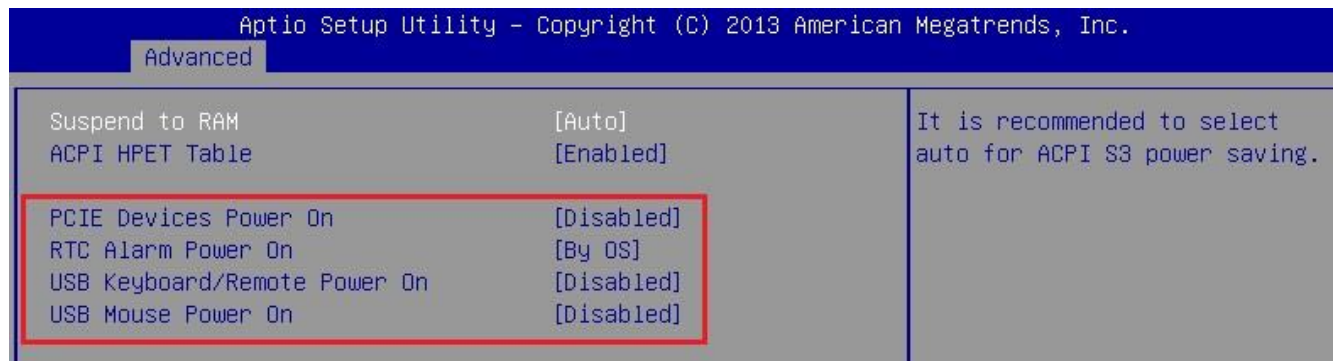 Aptio Setup Utility – Copyright (C) 2013 American Megatrends, Inc.
Advanced
Suspend to RAM [Auto]
ACPI HPET Table [Enabled]
PCIE Devices Power On [Disabled]
RTC Alarm Power On [By OS]
USB Keyboard/Remote Power On [Disabled]
USB Mouse Power On [Disabled]
It is recommended to select
auto for ACPI S3 power saving.